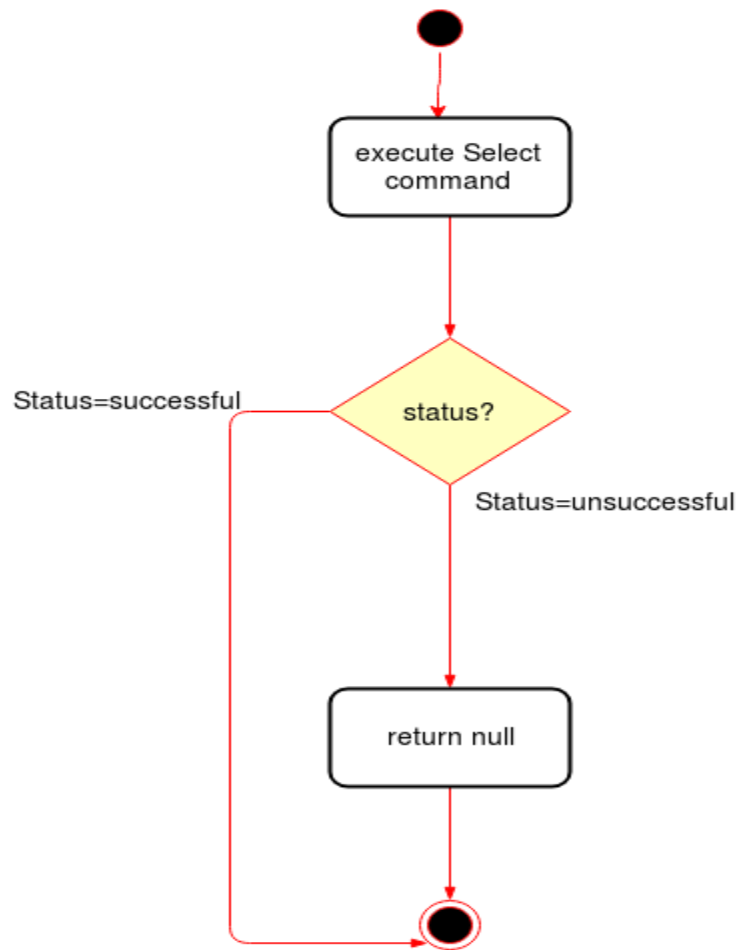 execute Select
command
Status=successful
status?
Status=unsuccessful
return null